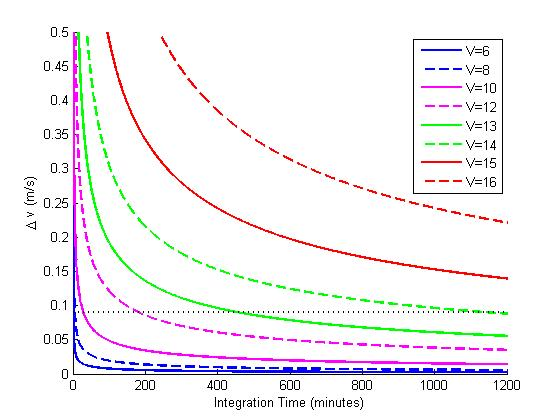 0.5
0.45
0.4
0.35
0.3
0.25
0.2
0.15
0.1
0.05
0
Δ v (m/s)
0 200 400 600 800 1000 1200
Integration Time (minutes)
V=6
V=8
V=10
V=12
V=13
V=14
V=15
V=16